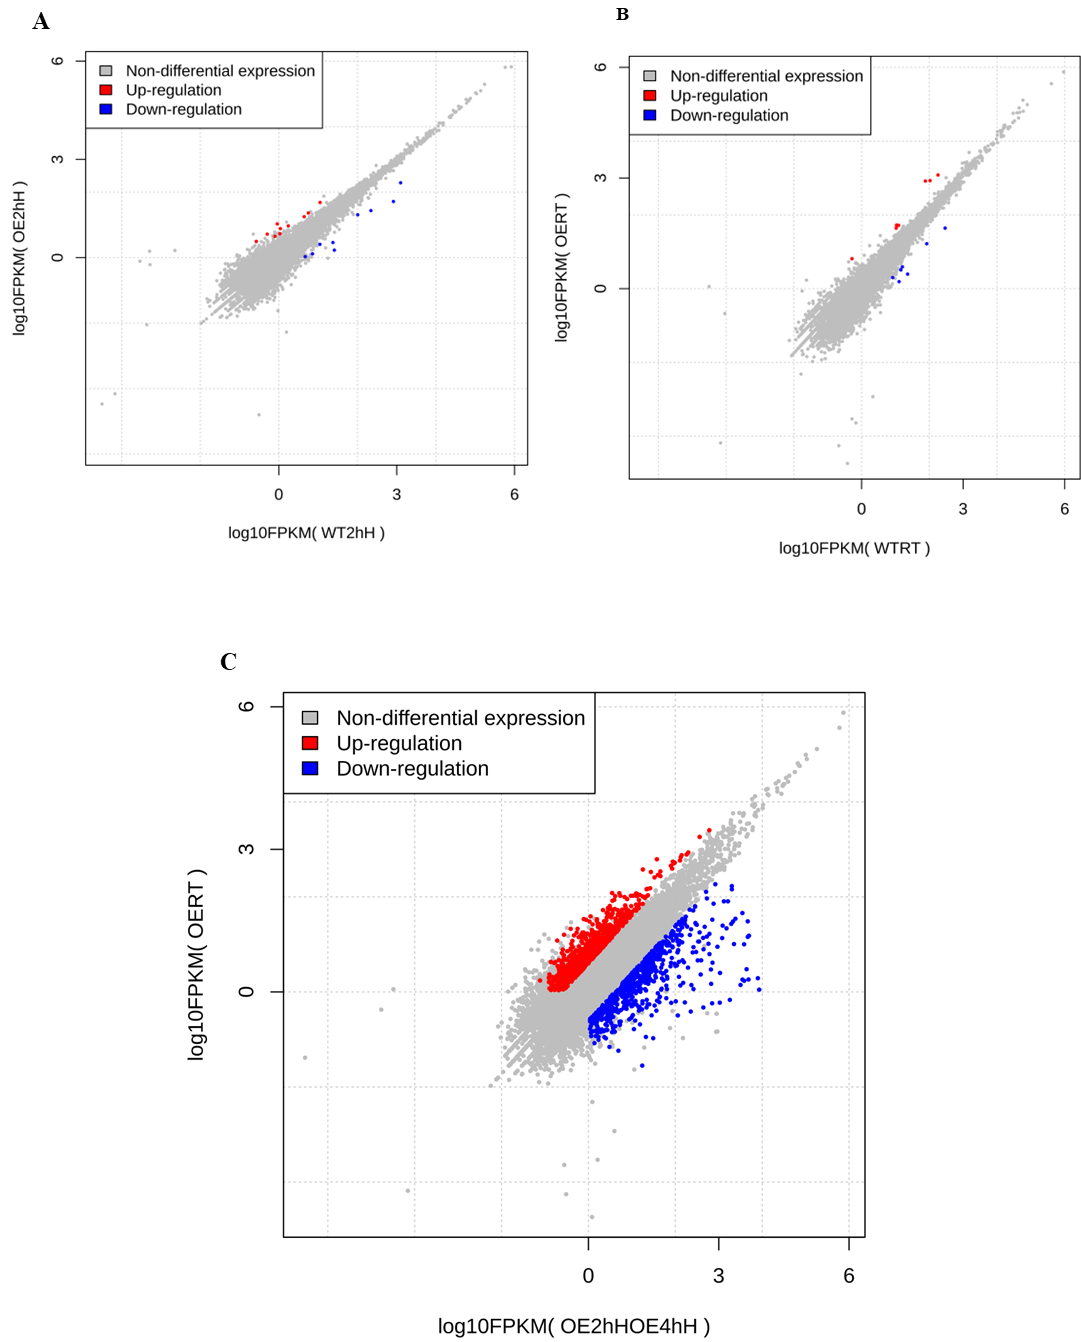 A
Non-differential expression
Up-regulation
Down-regulation
6
3
0
log10FPKM( OE2hH )
0 3 6
log10FPKM( WT2hH )
B
Non-differential expression
Up-regulation
Down-regulation
6
3
0
log10FPKM( OERT )
0 3 6
log10FPKM( WTRT )
C
Non-differential expression
Up-regulation
Down-regulation
6
3
0
log10FPKM( OERT )
0 3 6
log10FPKM( OE2hHOE4hH )